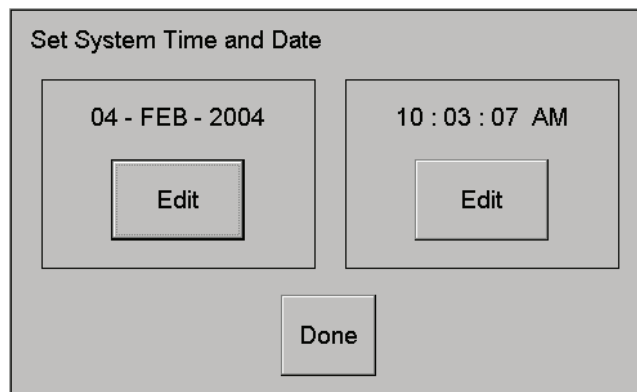 Set System Time and Date
04 - FEB - 2004
Edit
10 : 03 : 07 AM
Edit
Done